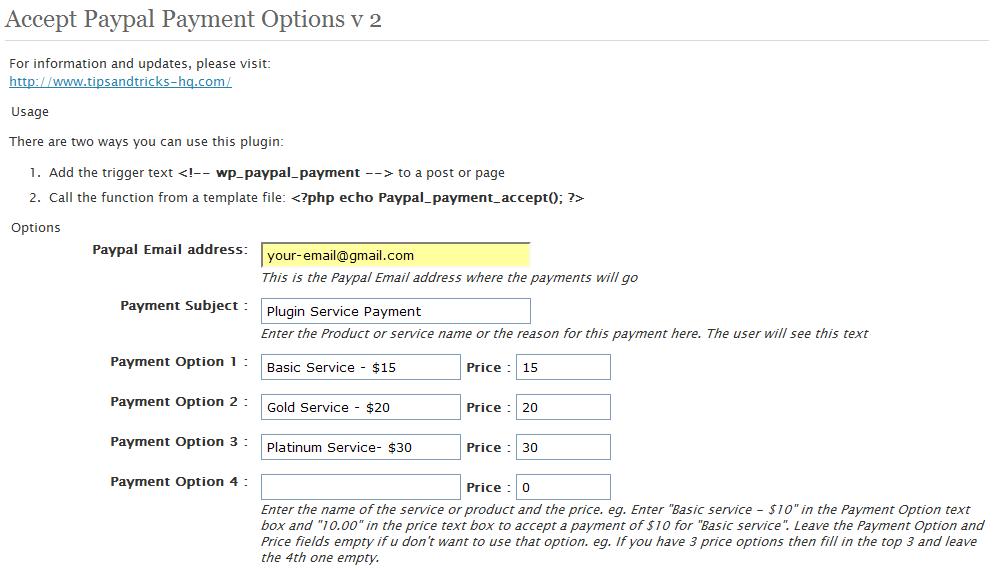 Accept Paypal Payment Options v 2
For information and updates, please visit:
http://www.tipsandtricks-hq.com/
Usage
There are two ways you can use this plugin:
1. Add the trigger text <!-- wp_paypal_payment --> to a post or page
2. Call the function from a template file: <?php echo Paypal_payment_accept(); ?>
Options
Paypal Email address: your-email@gmail.com
This is the Paypal Email address where the payments will go
Payment Subject : Plugin Service Payment
Enter the Product or service name or the reason for this payment here. The user will see this text
Payment Option 1 : Basic Service - $15 Price : 15
Payment Option 2 : Gold Service - $20 Price : 20
Payment Option 3 : Platinum Service- $30 Price : 30
Payment Option 4 : Price : 0
Enter the name of the service or product and the price. eg. Enter "Basic service - $10" in the Payment Option text
box and "10.00" in the price text box to accept a payment of $10 for "Basic service". Leave the Payment Option and
Price fields empty if u don't want to use that option. eg. If you have 3 price options then fill in the top 3 and leave
the 4th one empty.